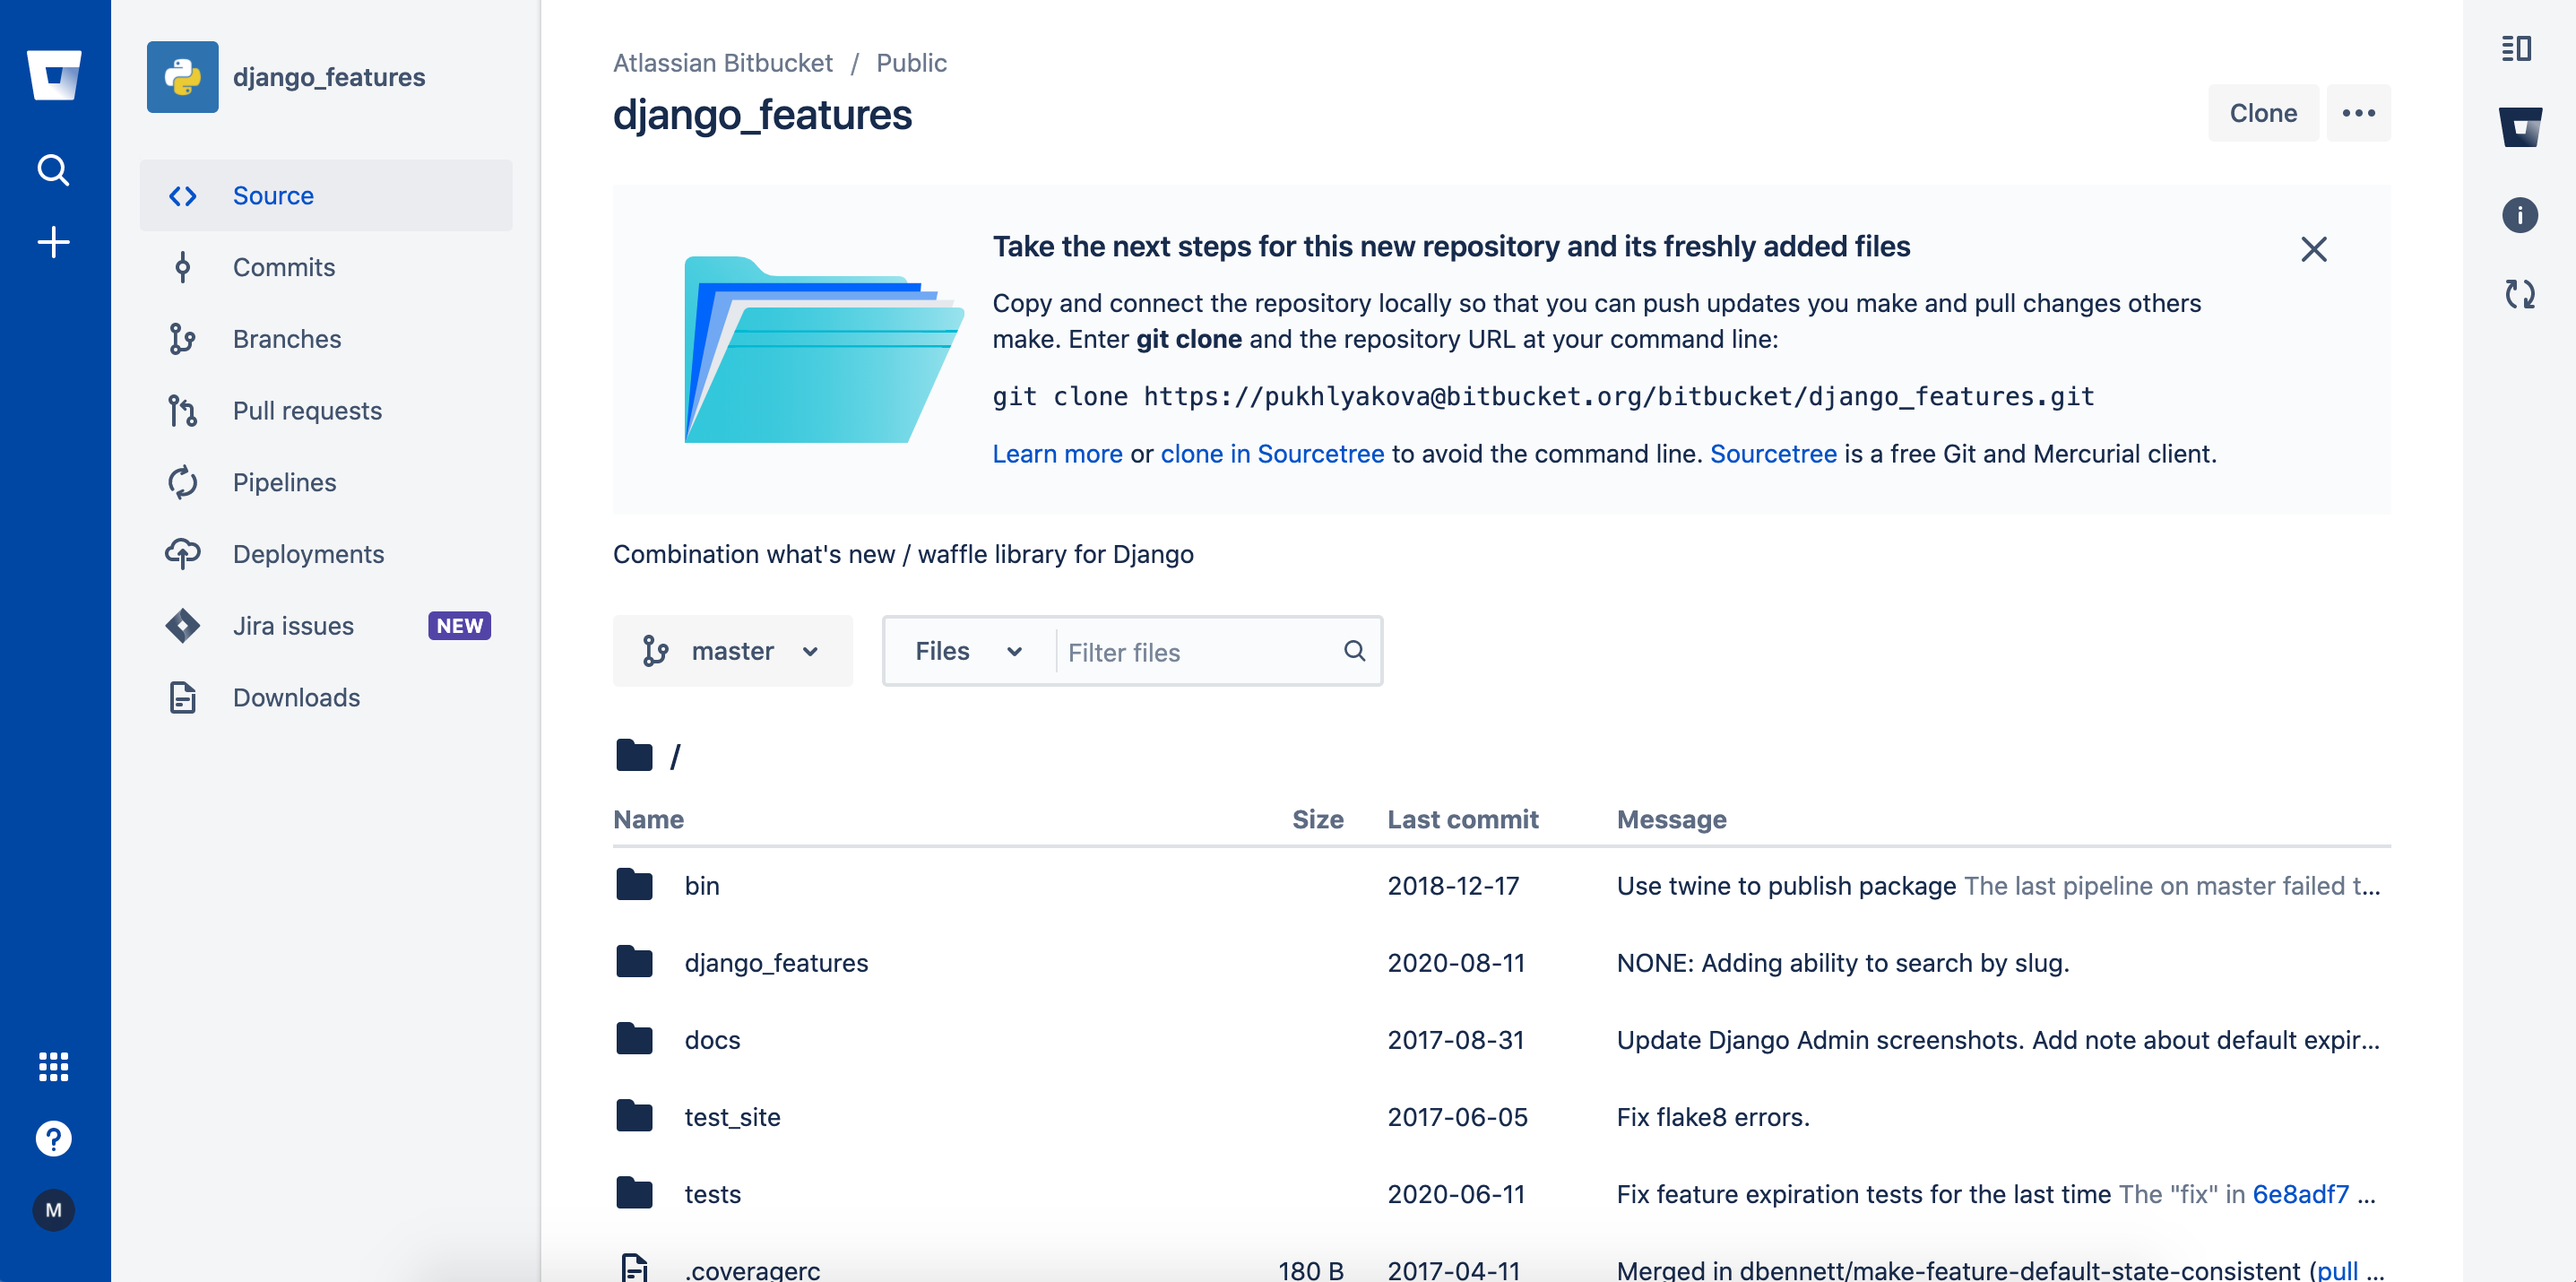 django_features
Source
Commits
Branches
Pull requests
Pipelines
Deployments
Jira issues NEW
Downloads
M
Atlassian Bitbucket / Public
django_features
Clone
Take the next steps for this new repository and its freshly added files
Copy and connect the repository locally so that you can push updates you make and pull changes others
make. Enter git clone and the repository URL at your command line:
git clone https://pukhlyakova@bitbucket.org/bitbucket/django_features.git
Learn more or clone in Sourcetree to avoid the command line. Sourcetree is a free Git and Mercurial client.
Combination what's new / waffle library for Django
master Files Filter files
/
Name Size Last commit Message
bin 2018-12-17 Use twine to publish package The last pipeline on master failed t...
django_features 2020-08-11 NONE: Adding ability to search by slug.
docs 2017-08-31 Update Django Admin screenshots. Add note about default expir...
test_site 2017-06-05 Fix flake8 errors.
tests 2020-06-11 Fix feature expiration tests for the last time The "fix" in 6e8adf7 ...
.coveragerc 180 B 2017-04-11 Merged in dbennett/make-feature-default-state-consistent (pull ...